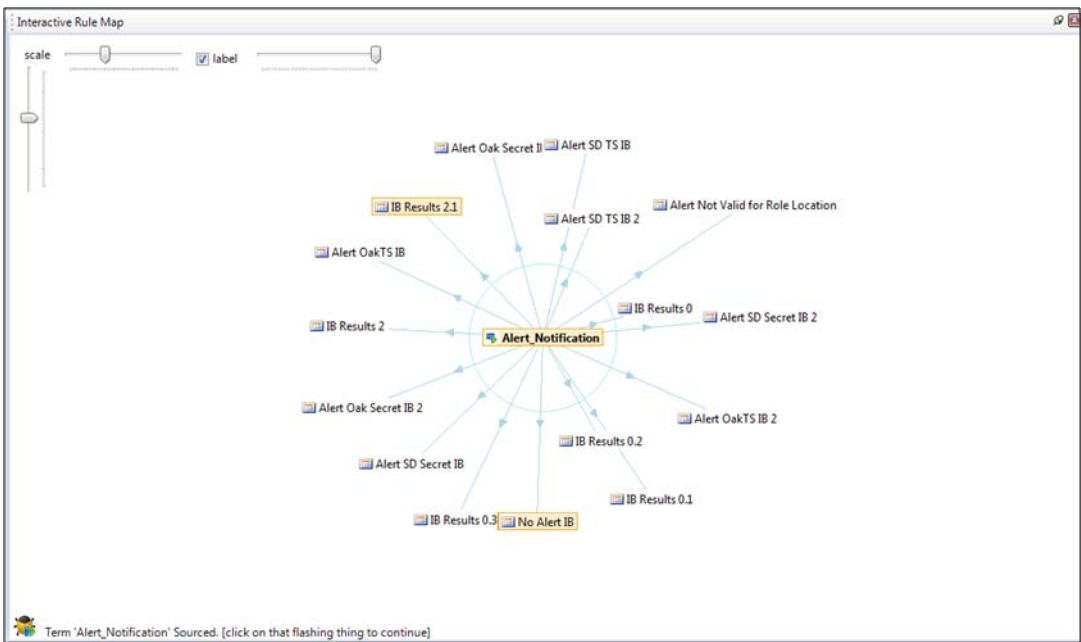 Interactive Rule Map
scale
label
Alert Oak Secret II
Alert SD TS IB
IB Results 2.1
Alert SD TS IB 2
Alert Not Valid for Role Location
Alert OakTS IB
IB Results 0
Alert SD Secret IB 2
IB Results 2
Alert_Notification
Alert Oak Secret IB 2
Alert OakTS IB 2
IB Results 0.2
Alert SD Secret IB
IB Results 0.1
IB Results 0.3
No Alert IB
Term 'Alert_Notification' Sourced. [click on that flashing thing to continue]